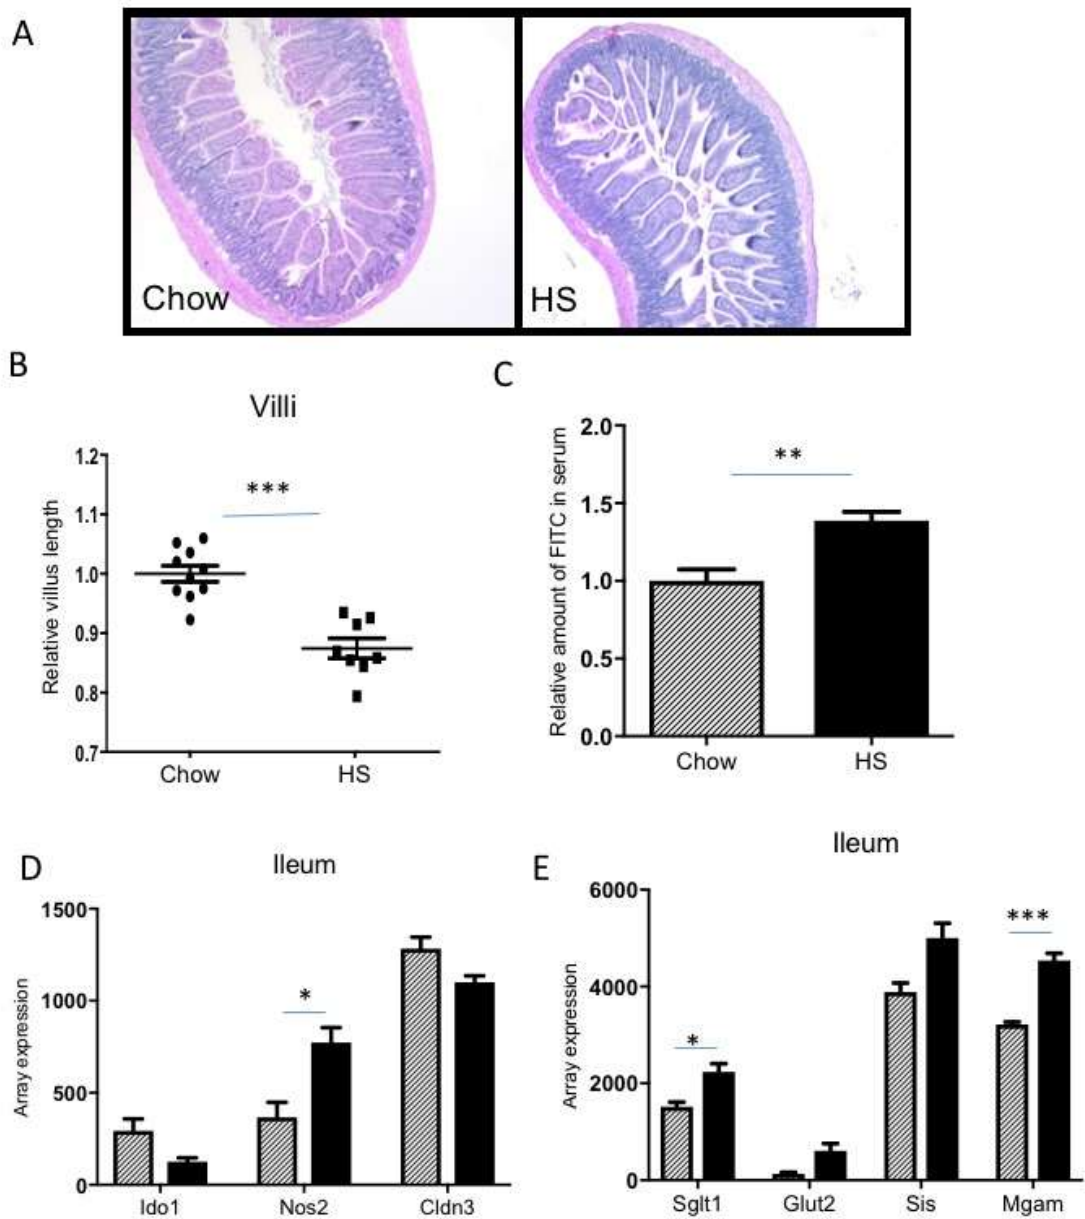 A
Chow
HS
B
Villi
Relative villus length
1.2
1.1
1.0
0.9
0.8
0.7
***
Chow
HS
C
Relative amount of FITC in serum
2.0
1.5
1.0
0.5
0.0
**
Chow
HS
D
Ileum
Array expression
1500
1000
500
0
*
Ido1
Nos2
Cldn3
E
Ileum
Array expression
6000
4000
2000
0
*
***
Sglt1
Glut2
Sis
Mgam